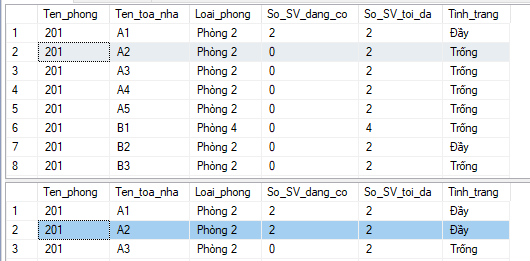 Ten_phong Ten_toa_nha Loai_phong So_SV_dang_co So_SV_toi_da Tinh_trang
1 201 A1 Phòng 2 2 2 Đầy
2 201 A2 Phòng 2 0 2 Trống
3 201 A3 Phòng 2 0 2 Trống
4 201 A4 Phòng 2 0 2 Trống
5 201 A5 Phòng 2 0 2 Trống
6 201 B1 Phòng 4 0 4 Trống
7 201 B2 Phòng 2 0 2 Đầy
8 201 B3 Phòng 2 0 2 Trống
Ten_phong Ten_toa_nha Loai_phong So_SV_dang_co So_SV_toi_da Tinh_trang
1 201 A1 Phòng 2 2 2 Đầy
2 201 A2 Phòng 2 2 2 Đầy
3 201 A3 Phòng 2 0 2 Trống